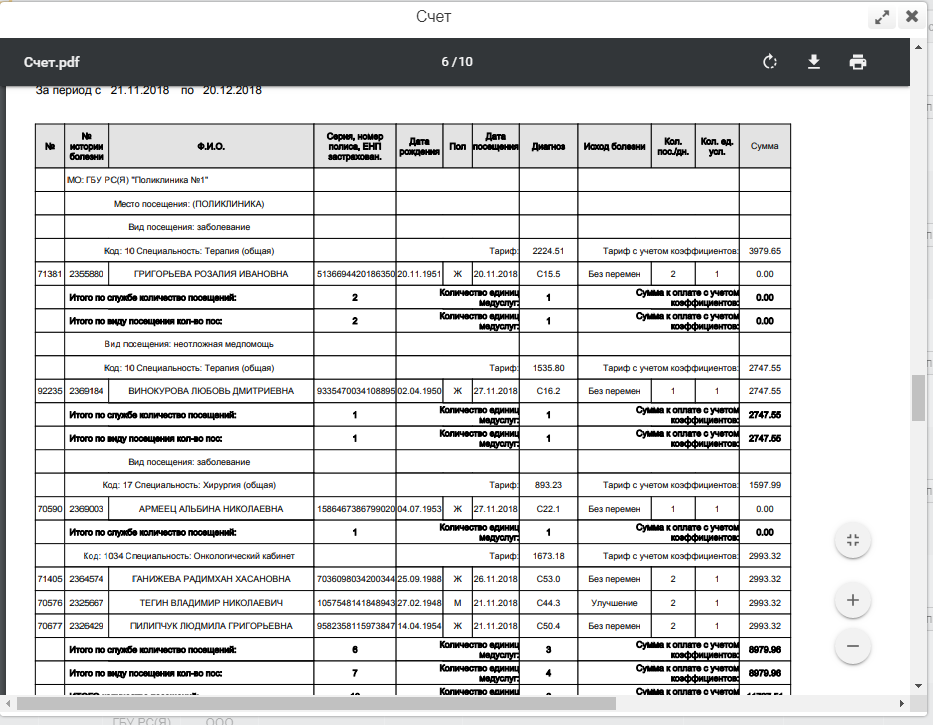 Счет
Счет.pdf 6 / 10
За период с 21.11.2018 по 20.12.2018
№ № истории болезни Ф.И.О. Серия, номер полиса, ЕНП застрахован. Дата рождения Пол Дата посещения Диагноз Исход болезни Кол. пос./дн. Кол. ед. усл. Сумма
МО: ГБУ РС(Я) "Поликлиника №1"
Место посещения: (ПОЛИКЛИНИКА)
Вид посещения: заболевание
Код: 10 Специальность: Терапия (общая) Тариф: 2224.51 Тариф с учетом коэффициентов: 3979.65
71381 2355880 ГРИГОРЬЕВА РОЗАЛИЯ ИВАНОВНА 5136694420186350 20.11.1951 Ж 20.11.2018 C15.5 Без перемен 2 1 0.00
Итого по службе количество посещений: 2 Количество единиц медуслуг: 1 Сумма к оплате с учетом коэффициентов: 0.00
Итого по виду посещения кол-во пос: 2 Количество единиц медуслуг: 1 Сумма к оплате с учетом коэффициентов: 0.00
Вид посещения: неотложная медпомощь
Код: 10 Специальность: Терапия (общая) Тариф: 1535.80 Тариф с учетом коэффициентов: 2747.55
92235 2369184 ВИНОКУРОВА ЛЮБОВЬ ДМИТРИЕВНА 9335470034108895 02.04.1950 Ж 27.11.2018 C16.2 Без перемен 1 1 2747.55
Итого по службе количество посещений: 1 Количество единиц медуслуг: 1 Сумма к оплате с учетом коэффициентов: 2747.55
Итого по виду посещения кол-во пос: 1 Количество единиц медуслуг: 1 Сумма к оплате с учетом коэффициентов: 2747.55
Вид посещения: заболевание
Код: 17 Специальность: Хирургия (общая) Тариф: 893.23 Тариф с учетом коэффициентов: 1597.99
70590 2369003 АРМЕЕЦ АЛЬБИНА НИКОЛАЕВНА 1586467386799020 04.07.1953 Ж 27.11.2018 C22.1 Без перемен 1 1 0.00
Итого по службе количество посещений: 1 Количество единиц медуслуг: 1 Сумма к оплате с учетом коэффициентов: 0.00
Код: 1034 Специальность: Онкологический кабинет Тариф: 1673.18 Тариф с учетом коэффициентов: 2993.32
71405 2364574 ГАНИЖЕВА РАДИМХАН ХАСАНОВНА 7036098034200344 25.09.1988 Ж 26.11.2018 C53.0 Без перемен 2 1 2993.32
70576 2325667 ТЕГИН ВЛАДИМИР НИКОЛАЕВИЧ 1057548141848943 27.02.1948 М 21.11.2018 C44.3 Улучшение 2 1 2993.32
70677 2326429 ПИЛИПЧУК ЛЮДМИЛА ГРИГОРЬЕВНА 9582358115973847 14.04.1954 Ж 21.11.2018 C50.4 Без перемен 2 1 2993.32
Итого по службе количество посещений: 6 Количество единиц медуслуг: 3 Сумма к оплате с учетом коэффициентов: 8979.96
Итого по виду посещения кол-во пос: 7 Количество единиц медуслуг: 4 Сумма к оплате с учетом коэффициентов: 8979.96
Количество единиц Сумма к оплате с учетом
ГБУ РС(Я) ООО